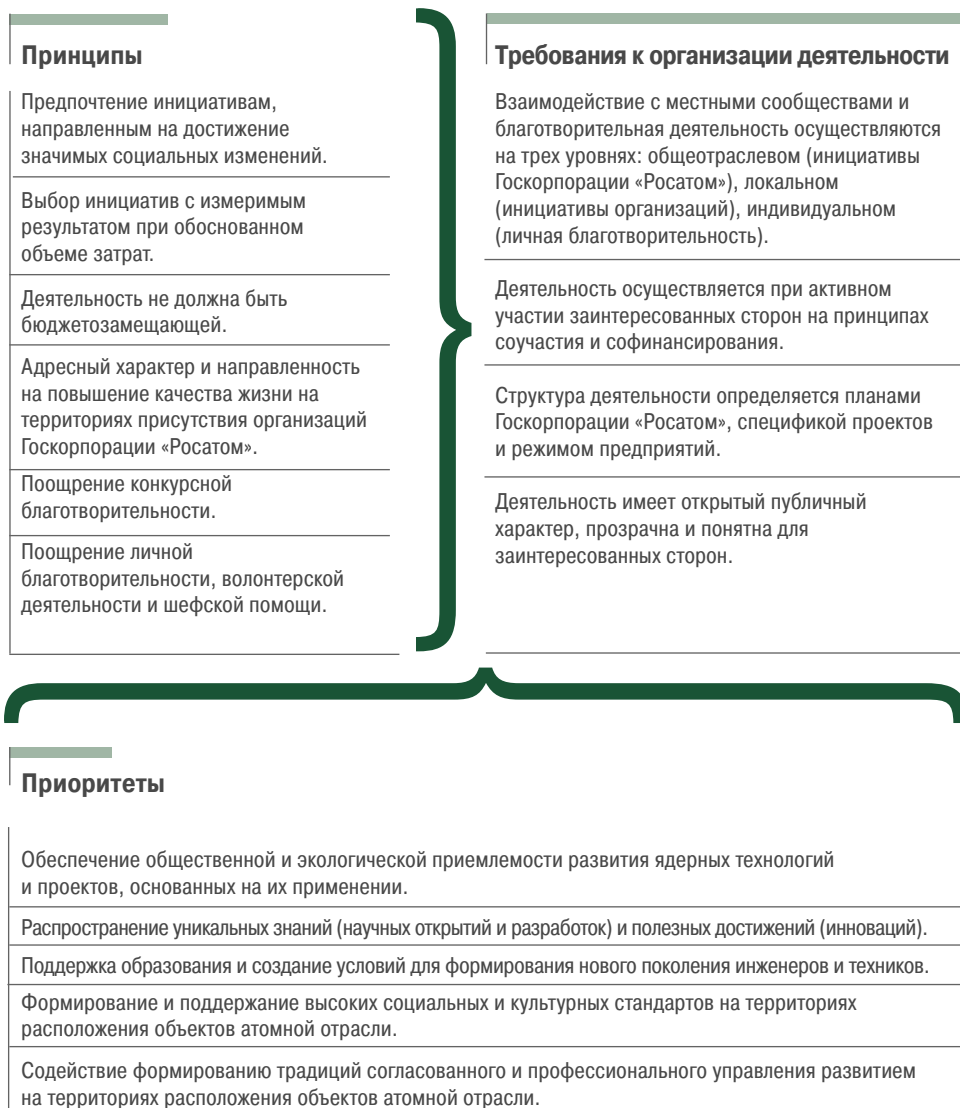 Принципы
Предпочтение инициативам,
направленным на достижение
значимых социальных изменений.
Выбор инициатив с измеримым
результатом при обоснованном
объеме затрат.
Деятельность не должна быть
бюджетозамещающей.
Адресный характер и направленность
на повышение качества жизни на
территориях присутствия организаций
Госкорпорации «Росатом».
Поощрение конкурсной
благотворительности.
Поощрение личной
благотворительности, волонтерской
деятельности и шефской помощи.
Требования к организации деятельности
Взаимодействие с местными сообществами и
благотворительная деятельность осуществляются
на трех уровнях: общеотраслевом (инициативы
Госкорпорации «Росатом»), локальном
(инициативы организаций), индивидуальном
(личная благотворительность).
Деятельность осуществляется при активном
участии заинтересованных сторон на принципах
соучастия и софинансирования.
Структура деятельности определяется планами
Госкорпорации «Росатом», спецификой проектов
и режимом предприятий.
Деятельность имеет открытый публичный
характер, прозрачна и понятна для
заинтересованных сторон.
Приоритеты
Обеспечение общественной и экологической приемлемости развития ядерных технологий
и проектов, основанных на их применении.
Распространение уникальных знаний (научных открытий и разработок) и полезных достижений (инноваций).
Поддержка образования и создание условий для формирования нового поколения инженеров и техников.
Формирование и поддержание высоких социальных и культурных стандартов на территориях
расположения объектов атомной отрасли.
Содействие формированию традиций согласованного и профессионального управления развитием
на территориях расположения объектов атомной отрасли.